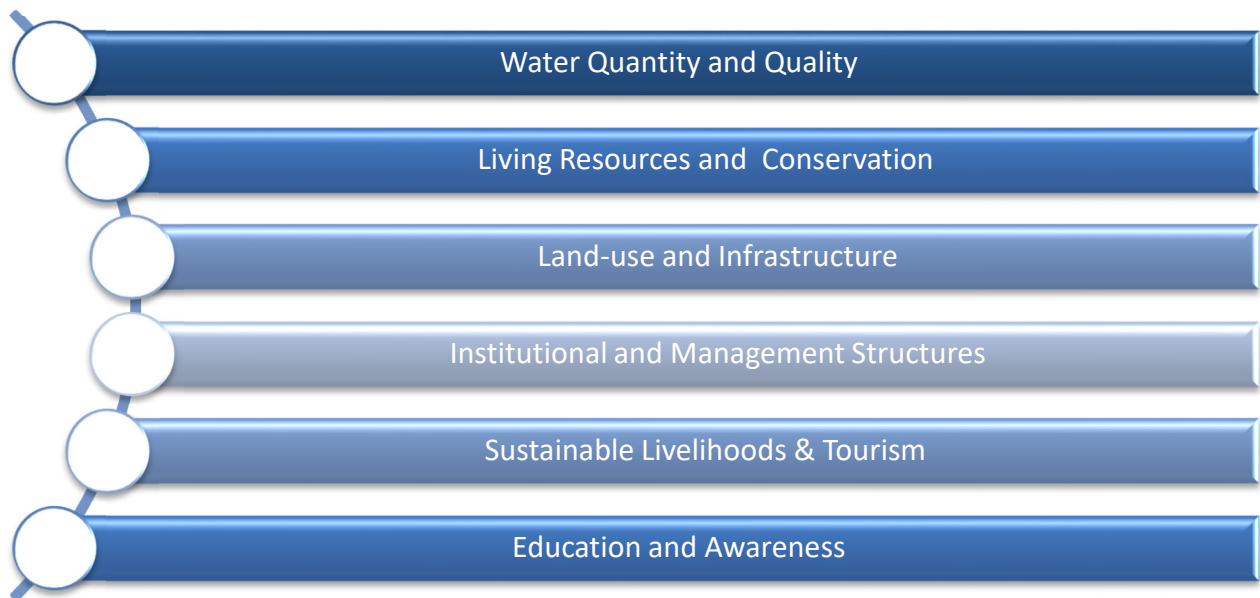 Water Quantity and Quality
Living Resources and  Conservation
Land-use and Infrastructure
Institutional and Management Structures
Sustainable Livelihoods & Tourism
Education and Awareness